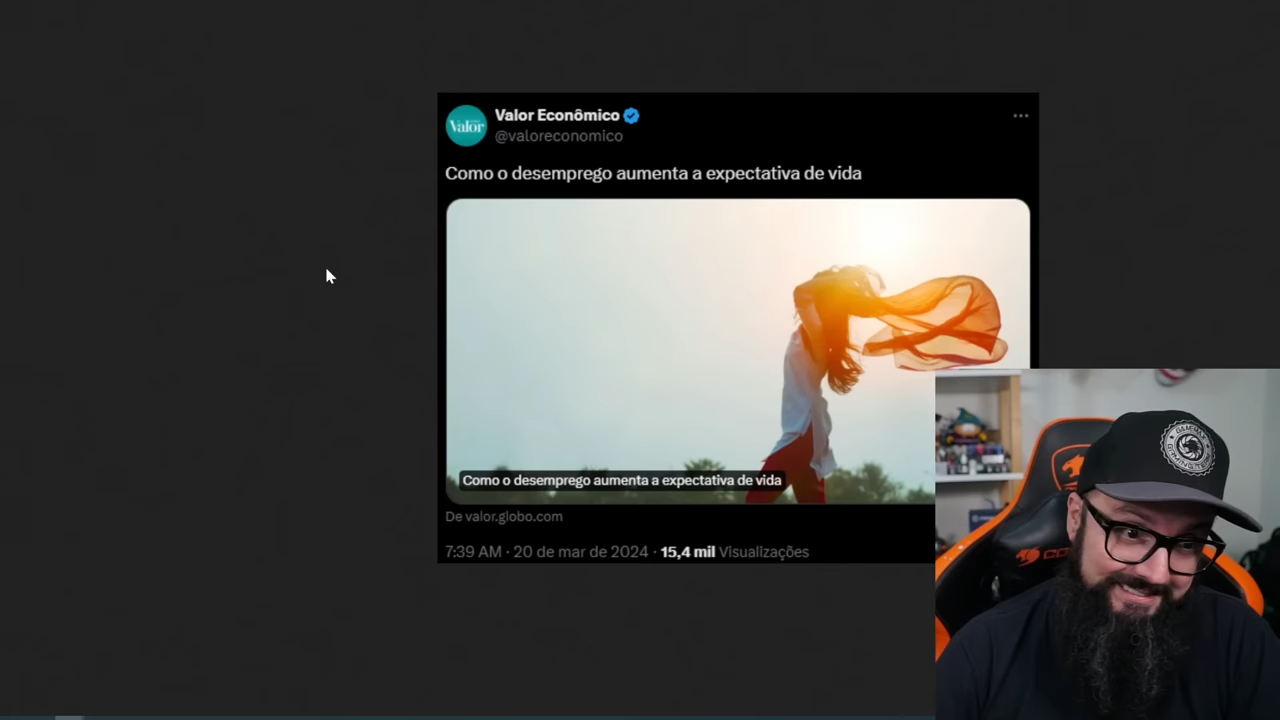 Valor
Valor Econômico
@valoreconomico
Como o desemprego aumenta a expectativa de vida
Como o desemprego aumenta a expectativa de vida
De valor.globo.com
7:39 AM · 20 de mar de 2024 · 15,4 mil Visualizações